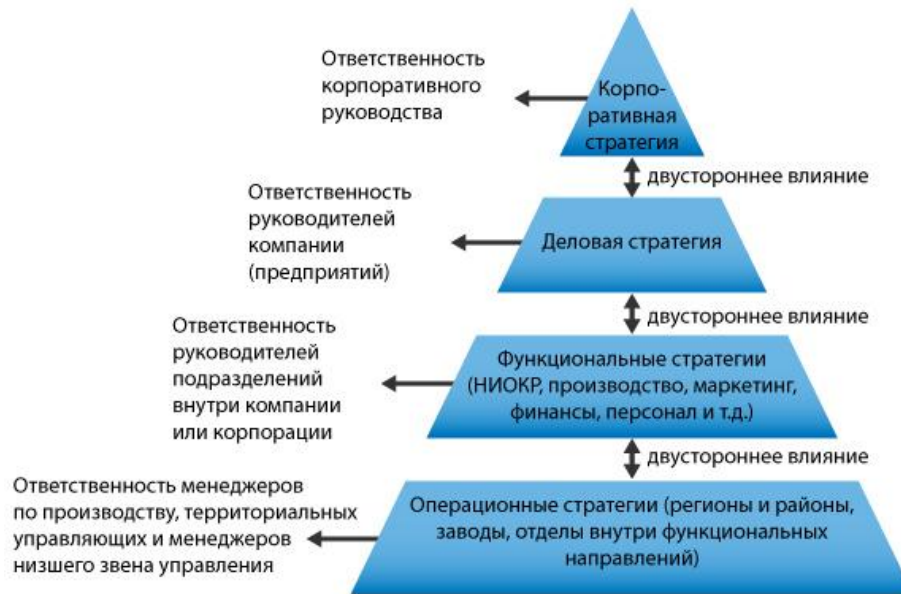 Ответственность
корпоративного
руководства
Корпо-
ративная
стратегия
двустороннее влияние
Ответственность
руководителей
компании
(предприятий)
Деловая стратегия
двустороннее влияние
Ответственность
руководителей
подразделений
внутри компании
или корпорации
Функциональные стратегии
(НИОКР, производство, маркетинг,
финансы, персонал и т.д.)
двустороннее влияние
Ответственность менеджеров
по производству, территориальных
управляющих и менеджеров
низшего звена управления
Операционные стратегии (регионы и районы,
заводы, отделы внутри функциональных
направлений)